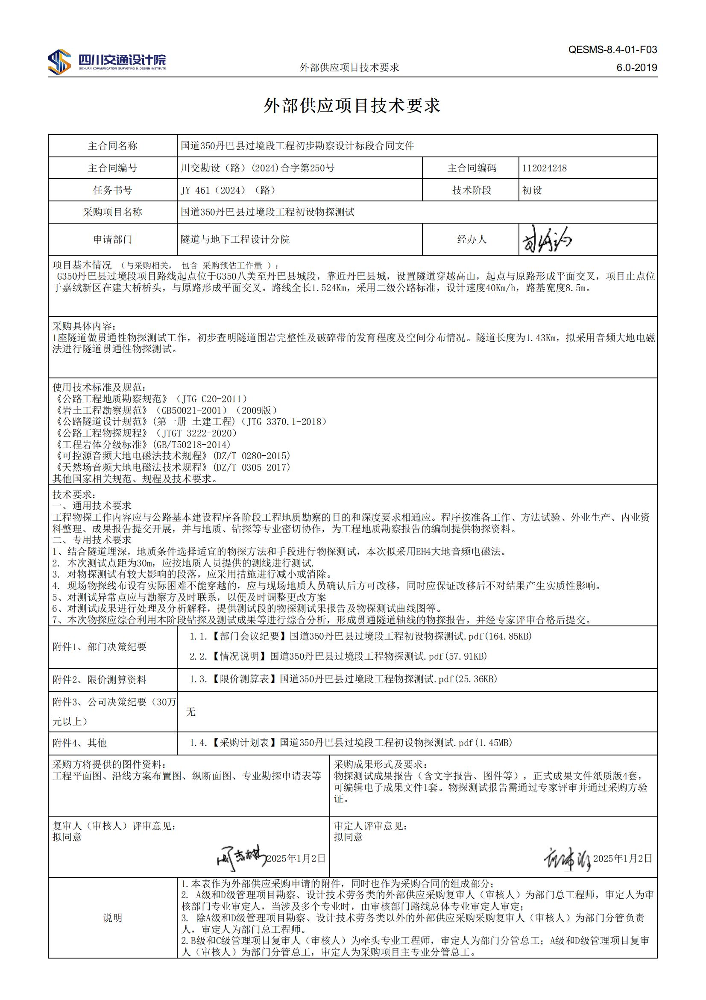 四川交通设计院
SICHUAN COMMUNICATION SURVEYING & DESIGN INSTITUTE
外部供应项目技术要求
QESMS-8.4-01-F03
6.0-2019
外部供应项目技术要求
主合同名称 国道350丹巴县过境段工程初步勘察设计标段合同文件
主合同编号 川交勘设（路）(2024)合字第250号 主合同编码 112024248
任务书号 JY-461（2024）（路） 技术阶段 初设
采购项目名称 国道350丹巴县过境段工程初设物探测试
申请部门 隧道与地下工程设计分院 经办人
项目基本情况 （与采购相关， 包含 采购预估工作量 ）：
G350丹巴县过境段项目路线起点位于G350八美至丹巴县城段，靠近丹巴县城，设置隧道穿越高山，起点与原路形成平面交叉，项目止点位
于嘉绒新区在建大桥桥头，与原路形成平面交叉。路线全长1.524Km，采用二级公路标准，设计速度40Km/h，路基宽度8.5m。
采购具体内容：
1座隧道做贯通性物探测试工作，初步查明隧道围岩完整性及破碎带的发育程度及空间分布情况。隧道长度为1.43Km，拟采用音频大地电磁
法进行隧道贯通性物探测试。
使用技术标准及规范：
《公路工程地质勘察规范》（JTG C20-2011）
《岩土工程勘察规范》（GB50021-2001）（2009版）
《公路隧道设计规范》(第一册 土建工程)（JTG 3370.1-2018）
《公路工程物探规程》（JTGT 3222-2020）
《工程岩体分级标准》(GB/T50218-2014)
《可控源音频大地电磁法技术规程》(DZ/T 0280-2015)
《天然场音频大地电磁法技术规程》(DZ/T 0305-2017)
其他国家相关规范、规程及技术要求。
技术要求：
一、通用技术要求
工程物探工作内容应与公路基本建设程序各阶段工程地质勘察的目的和深度要求相通应。程序按准备工作、方法试验、外业生产、内业资
料整理、成果报告提交开展，并与地质、钻探等专业密切协作，为工程地质勘察报告的编制提供物探资料。
二、专用技术要求
1、结合隧道埋深，地质条件选择适宜的物探方法和手段进行物探测试，本次拟采用EH4大地音频电磁法。
2. 本次测试点距为30m，应按地质人员提供的测线进行测试.
3. 对物探测试有较大影响的段落，应采用措施进行减小或消除。
4. 现场物探线布设有实际困难不能穿越的，应与现场地质人员确认后方可改移，同时应保证改移后不对结果产生实质性影响。
5、对测试异常点应与勘察方及时联系，以便及时调整更改方案
6、对测试成果进行处理及分析解释，提供测试段的物探测试果报告及物探测试曲线图等。
7、本次物探应综合利用本阶段钻探及测试成果等进行综合分析，形成贯通隧道轴线的物探报告，并经专家评审合格后提交。
附件1、部门决策纪要
1.1.【部门会议纪要】国道350丹巴县过境段工程初设物探测试.pdf(164.85KB)
2.2.【情况说明】国道350丹巴县过境段工程物探测试.pdf(57.91KB)
附件2、限价测算资料 1.3.【限价测算表】国道350丹巴县过境段工程物探测试.pdf(25.36KB)
附件3、公司决策纪要（30万
元以上）
无
附件4、其他 1.4.【采购计划表】国道350丹巴县过境段工程初设物探测试.pdf(1.45MB)
采购方将提供的图件资料：
工程平面图、沿线方案布置图、纵断面图、专业勘探申请表等
采购成果形式及要求：
物探测试成果报告（含文字报告、图件等），正式成果文件纸质版4套，
可编辑电子成果文件1套。物探测试报告需通过专家评审并通过采购方验
证。
复审人（审核人）评审意见：
拟同意
2025年1月2日
审定人评审意见：
拟同意
2025年1月2日
说明
1.本表作为外部供应采购申请的附件，同时也作为采购合同的组成部分；
2. A级和D级管理项目勘察、设计技术劳务类的外部供应采购复审人（审核人）为部门总工程师，审定人为审
核部门专业审定人，当涉及多个专业时，由审核部门路线总体专业审定人审定；
3. 除A级和D级管理项目勘察、设计技术劳务类以外的外部供应采购采购复审人（审核人）为部门分管负责
人，审定人为部门总工程师。
2.B级和C级管理项目复审人（审核人）为牵头专业工程师，审定人为部门分管总工；A级和D级管理项目复审
人（审核人）为部门分管总工，审定人为采购项目主专业分管总工。